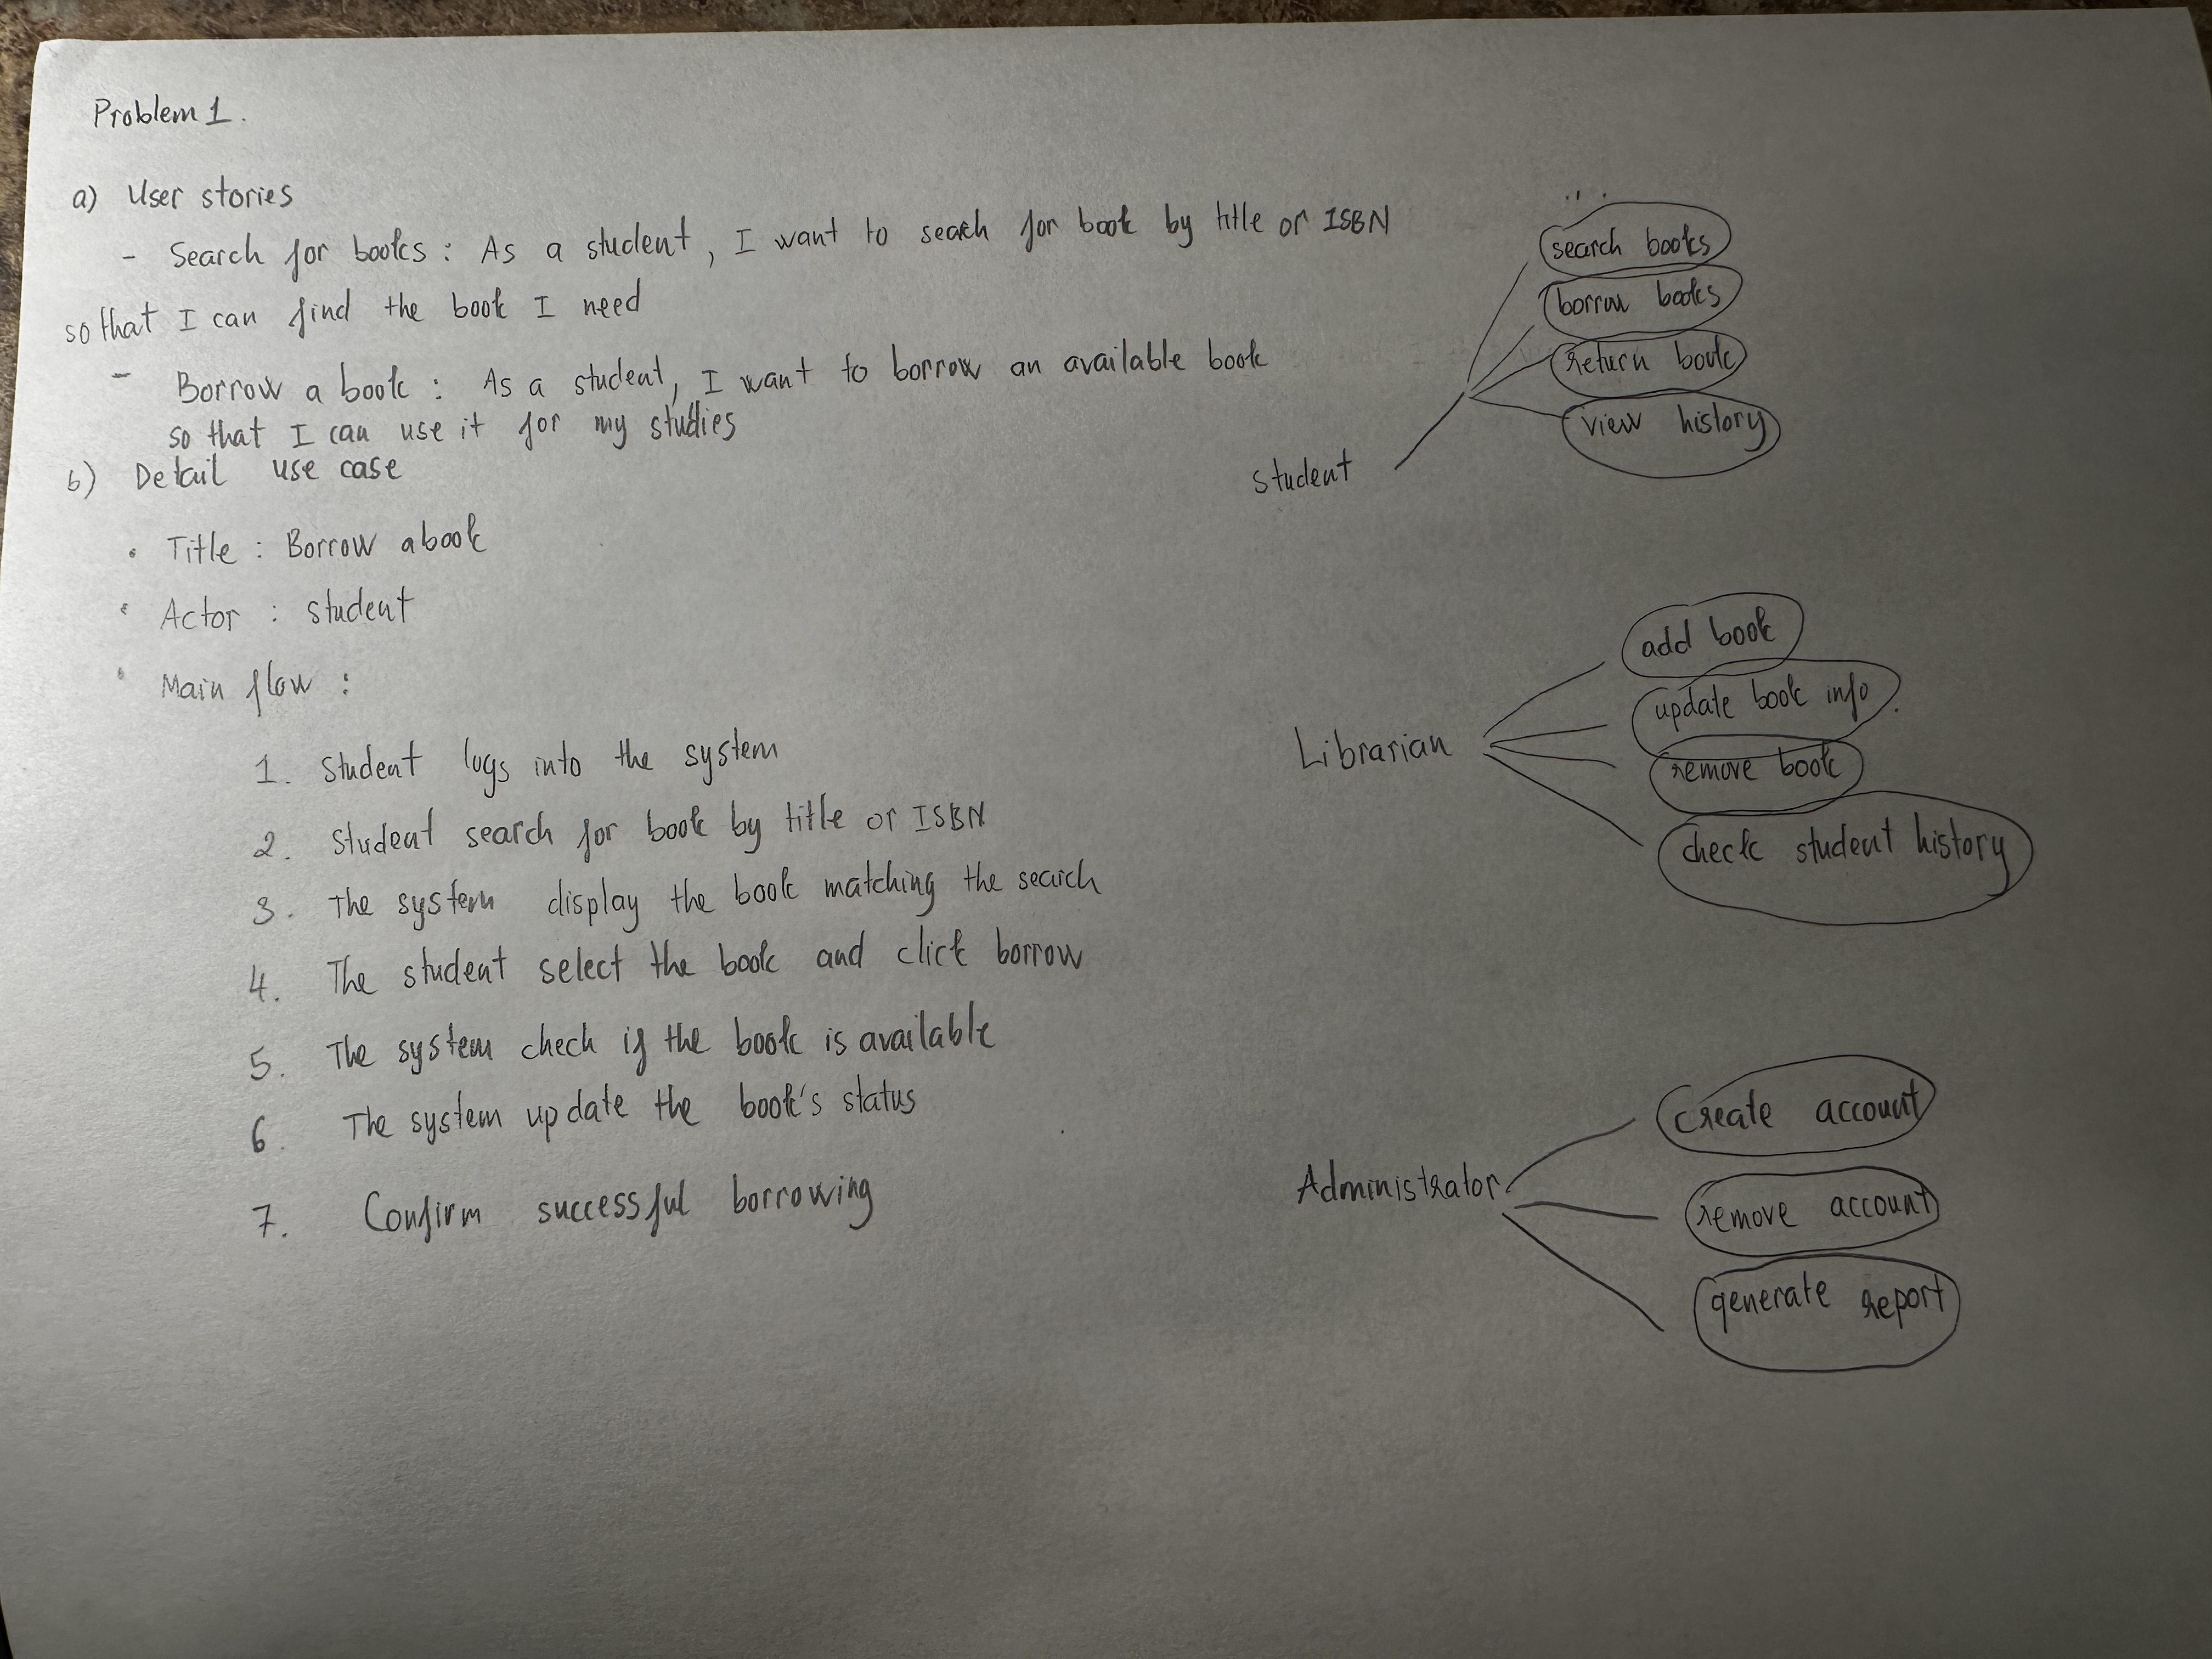 Problem 1.
a) User stories
- Search for books : As a student, I want to search for book by title or ISBN
so that I can find the book I need
- Borrow a book : As a student, I want to borrow an available book
so that I can use it for my studies
b) Detail use case
• Title : Borrow a book
• Actor : student
• Main flow :
1. Student logs into the system
2. Student search for book by title or ISBN
3. The system display the book matching the search
4. The student select the book and click borrow
5. The system check if the book is available
6. The system update the book's status
7. Confirm successful borrowing
Student
search books
borrow books
return book
view history
Librarian
add book
update book info
remove book
check student history
Administrator
create account
remove account
generate report